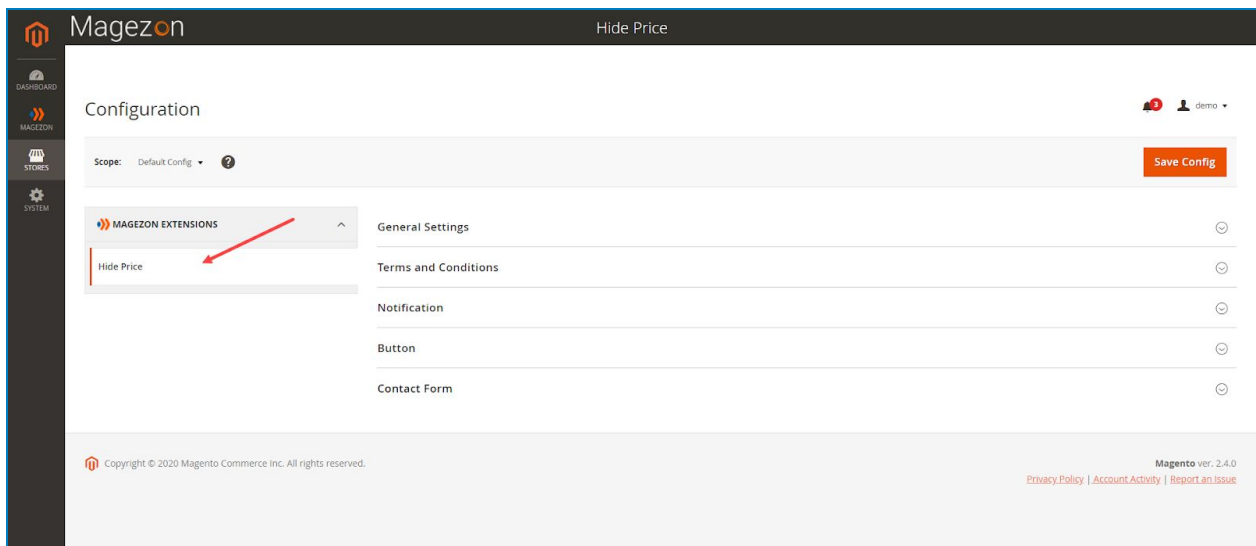 Magezon
Hide Price
DASHBOARD
MAGEZON
STORES
SYSTEM
Configuration
3
demo
Scope: Default Config ?
Save Config
MAGEZON EXTENSIONS
Hide Price
General Settings
Terms and Conditions
Notification
Button
Contact Form
Copyright © 2020 Magento Commerce Inc. All rights reserved.
Magento ver. 2.4.0
Privacy Policy | Account Activity | Report an Issue